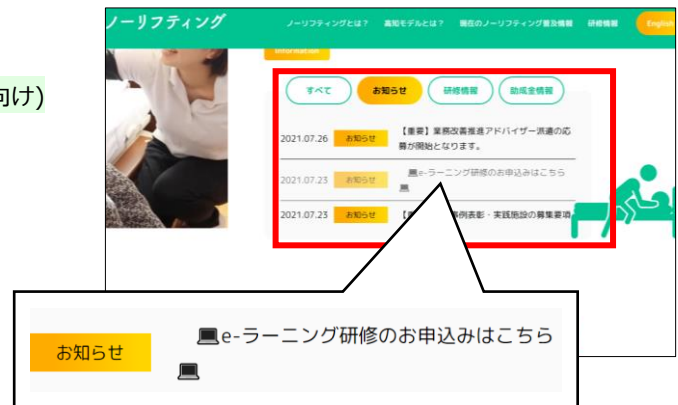 ノーリフティング
ノーリフティングとは？ 高知モデルとは？ 現在のノーリフティング普及情報 研修情報 English
Information
向け)
すべて お知らせ 研修情報 助成金情報
2021.07.26 お知らせ 【重要】業務改善推進アドバイザー派遣の応
募が開始となります。
2021.07.23 お知らせ 💻e-ラーニング研修のお申込みはこちら
💻
2021.07.23 お知らせ 事例表彰・実践施設の募集要項
お知らせ 💻e-ラーニング研修のお申込みはこちら
💻